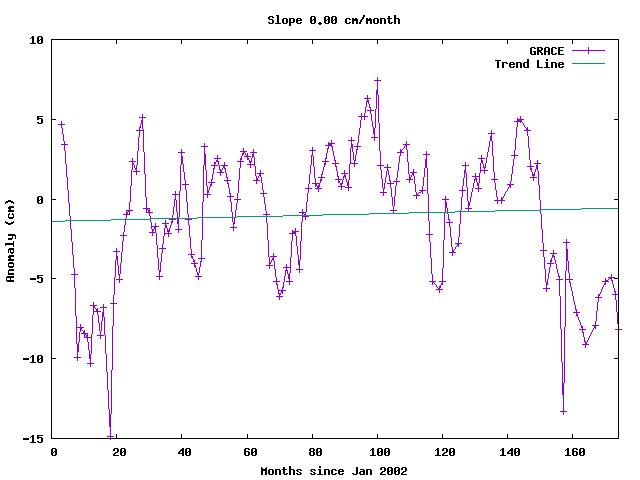 Slope 0.00 cm/month
GRACE
Trend Line
10
5
0
-5
-10
-15
Anomaly (cm)
0 20 40 60 80 100 120 140 160
Months since Jan 2002